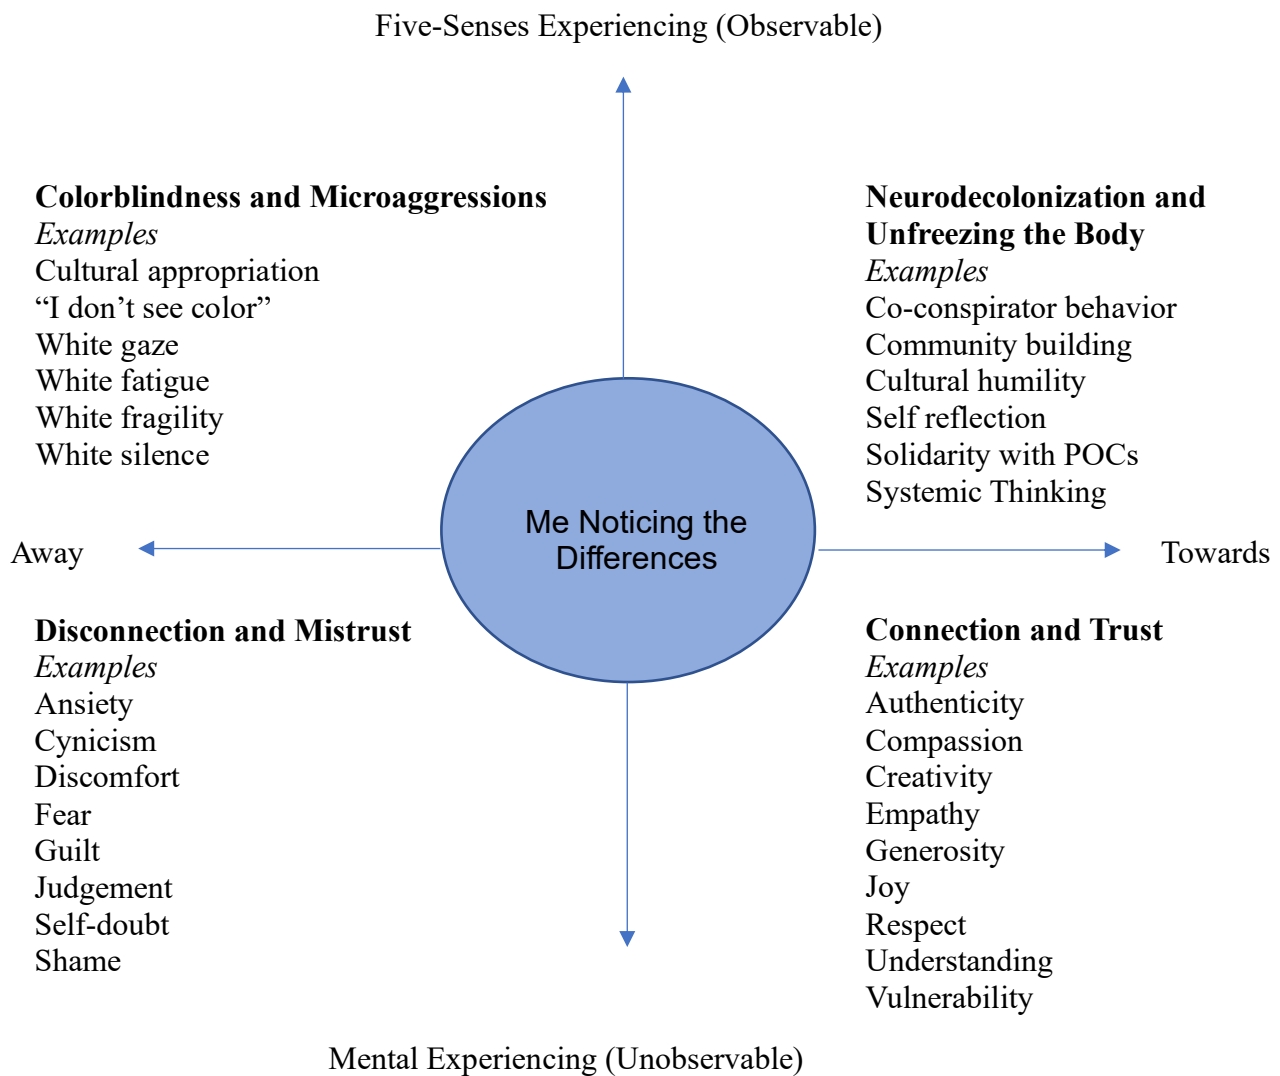 Five-Senses Experiencing (Observable)
Colorblindness and Microaggressions
Examples
Cultural appropriation
“I don’t see color”
White gaze
White fatigue
White fragility
White silence
Neurodecolonization and
Unfreezing the Body
Examples
Co-conspirator behavior
Community building
Cultural humility
Self reflection
Solidarity with POCs
Systemic Thinking
Me Noticing the
Differences
Away
Towards
Disconnection and Mistrust
Examples
Ansiety
Cynicism
Discomfort
Fear
Guilt
Judgement
Self-doubt
Shame
Connection and Trust
Examples
Authenticity
Compassion
Creativity
Empathy
Generosity
Joy
Respect
Understanding
Vulnerability
Mental Experiencing (Unobservable)